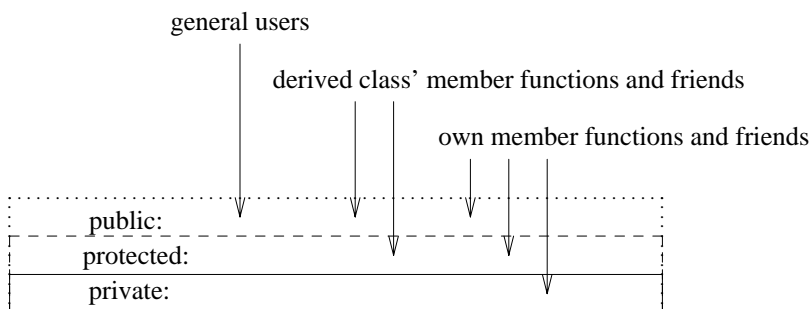 general users
derived class’ member functions and friends
own member functions and friends
public:
protected:
private: